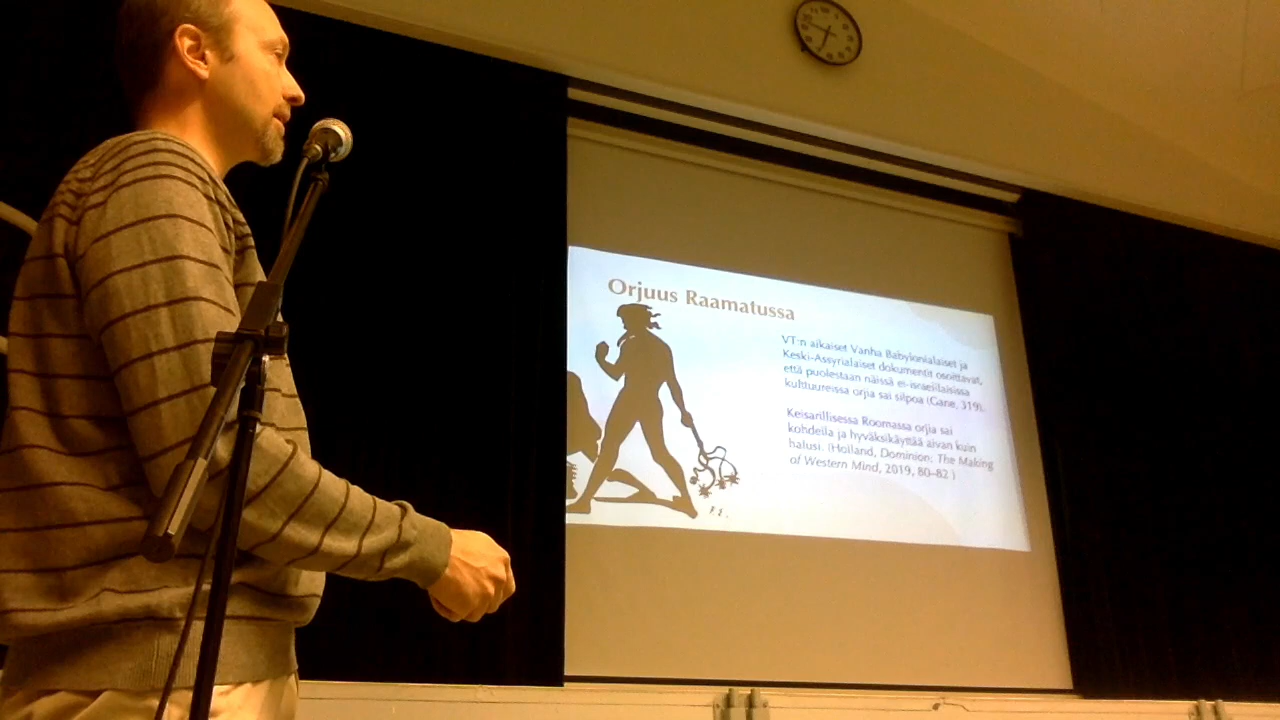 Orjuus Raamatussa
VT:n aikaiset Vanha Babylonialaiset ja
Keski-Assyrialaiset dokumentit osoittavat,
että puolestaan näissä ei-israelilaisissa
kulttuureissa orjia sai silpoa (Gane, 319).
Keisarillisessa Roomassa orjia sai
kohdella ja hyväksikäyttää aivan kuin
halusi. (Holland, Dominion: The Making
of Western Mind, 2019, 80–82 )